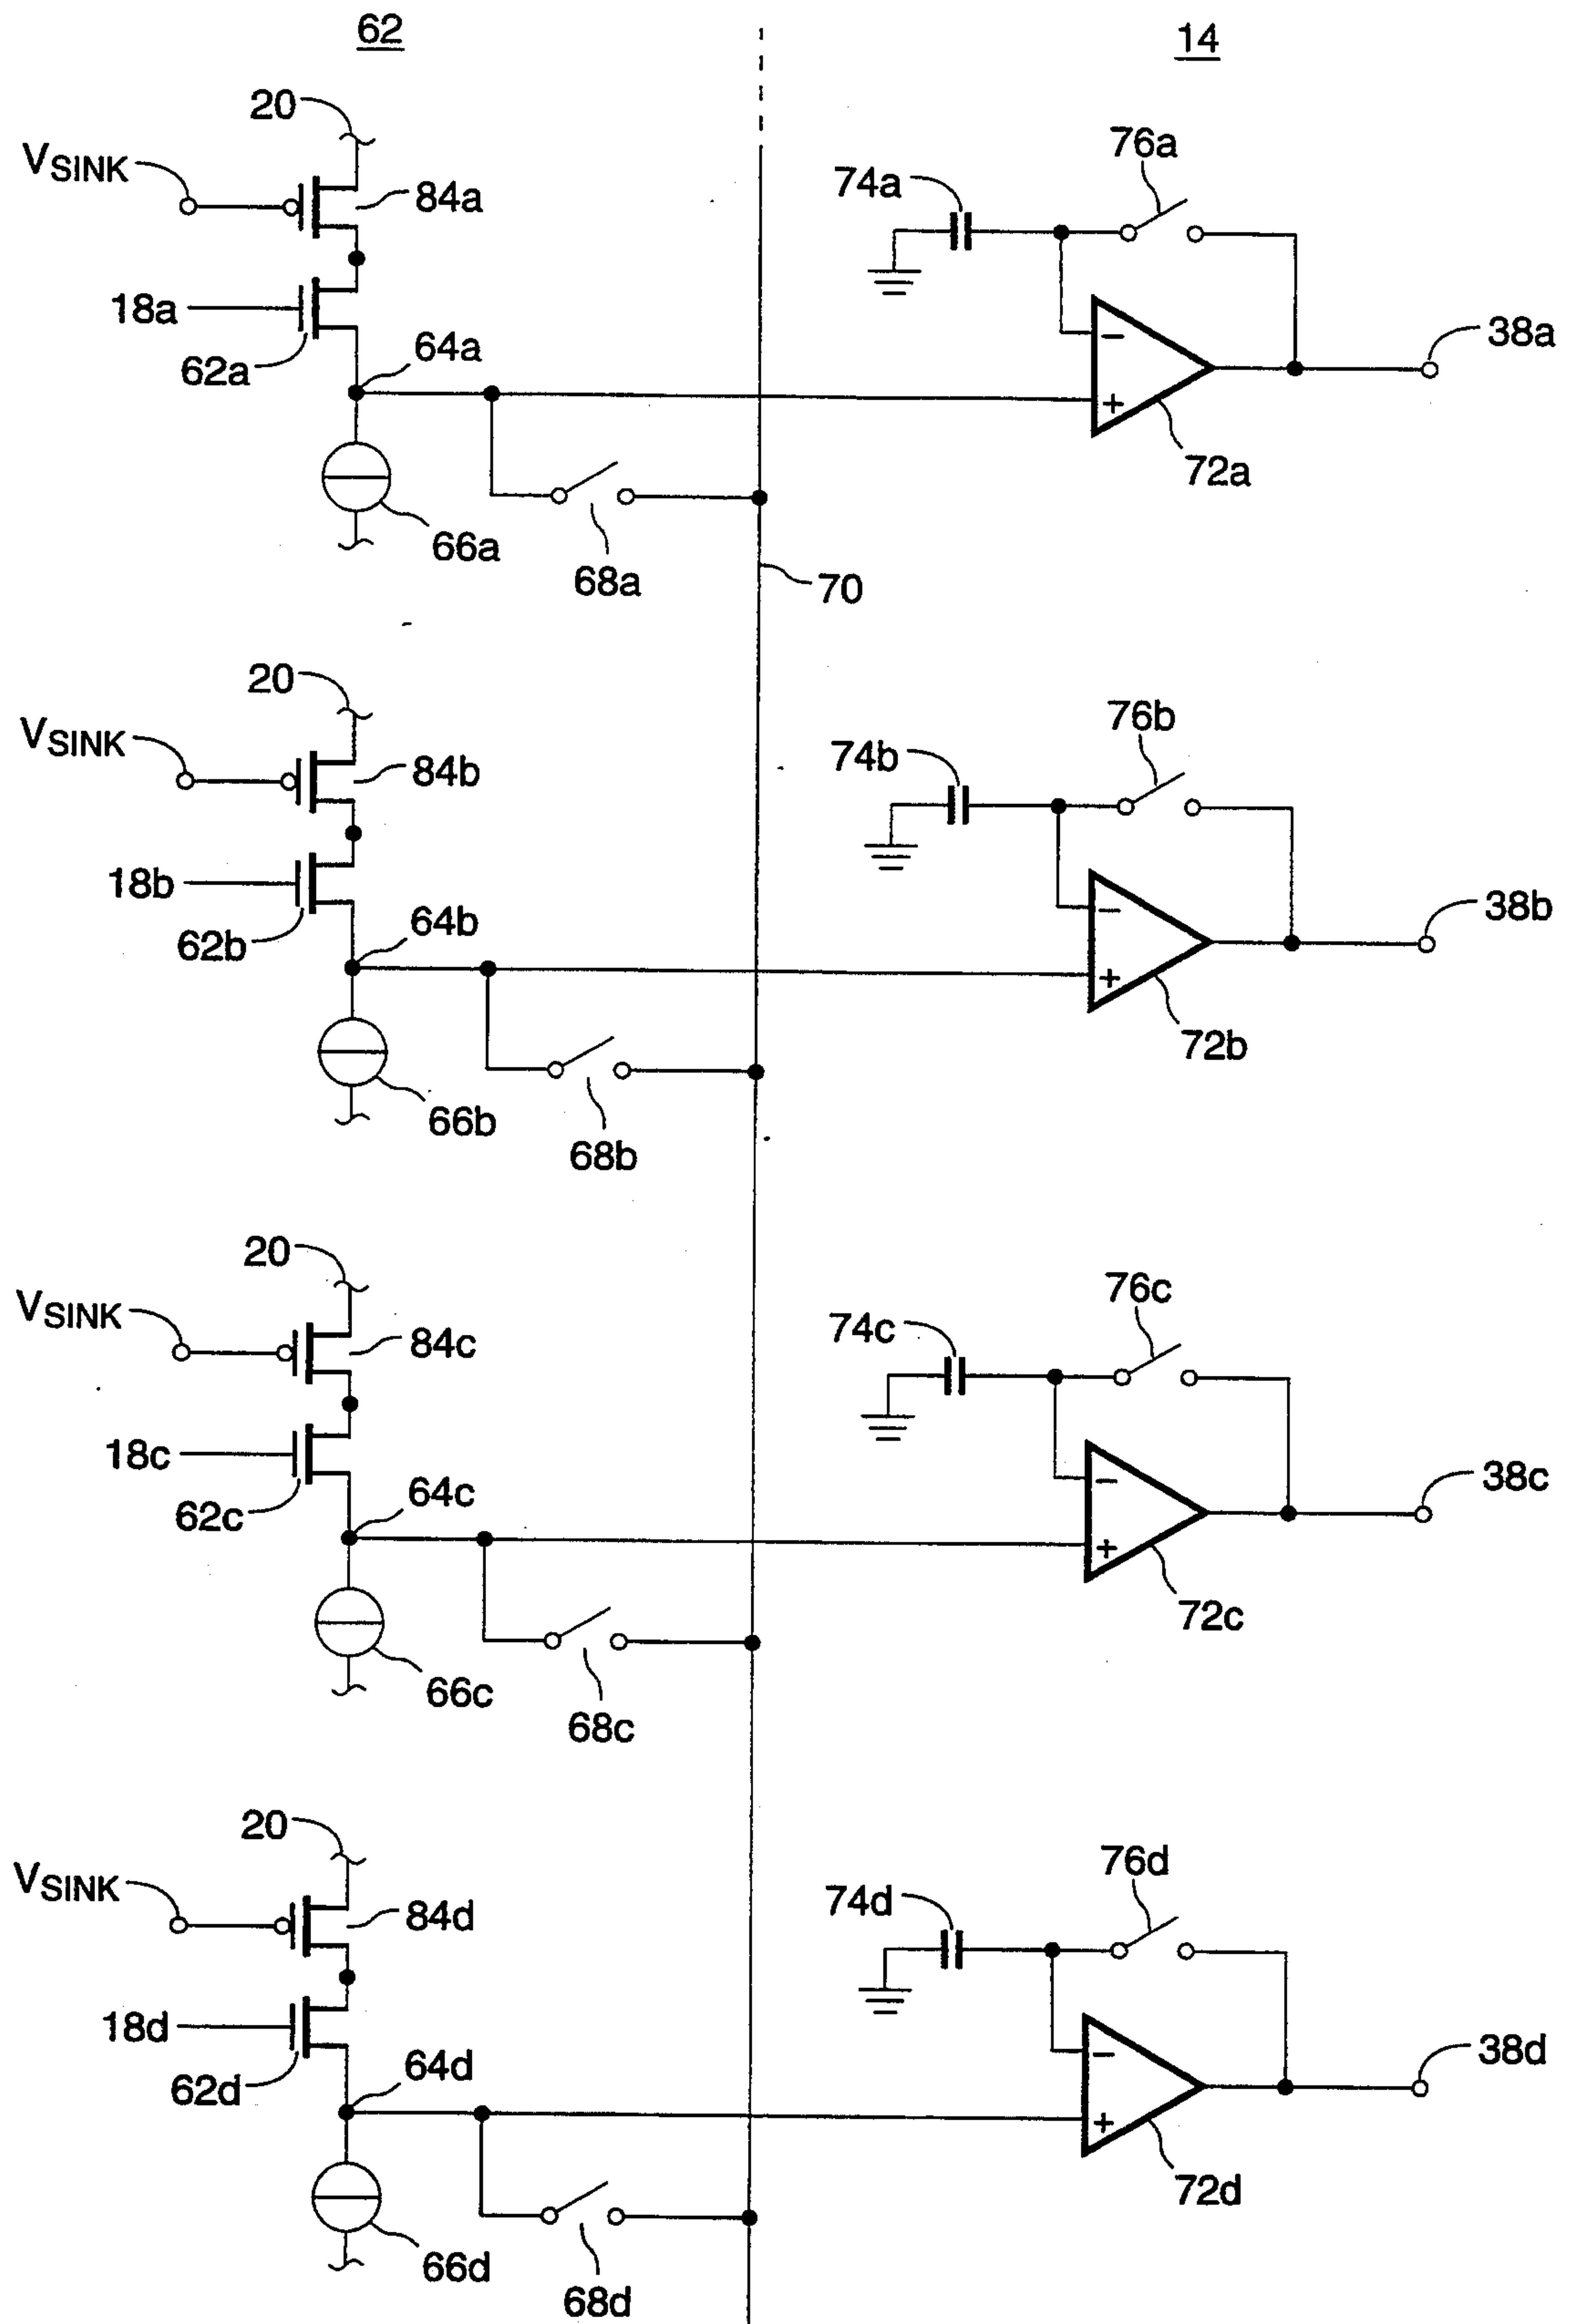 62
14
20
VSINK
84a
18a
62a
64a
66a
68a
70
74a
76a
38a
72a
20
VSINK
84b
18b
62b
64b
66b
68b
74b
76b
38b
72b
20
VSINK
84c
18c
62c
64c
66c
68c
74c
76c
38c
72c
20
VSINK
84d
18d
62d
64d
66d
68d
74d
76d
38d
72d